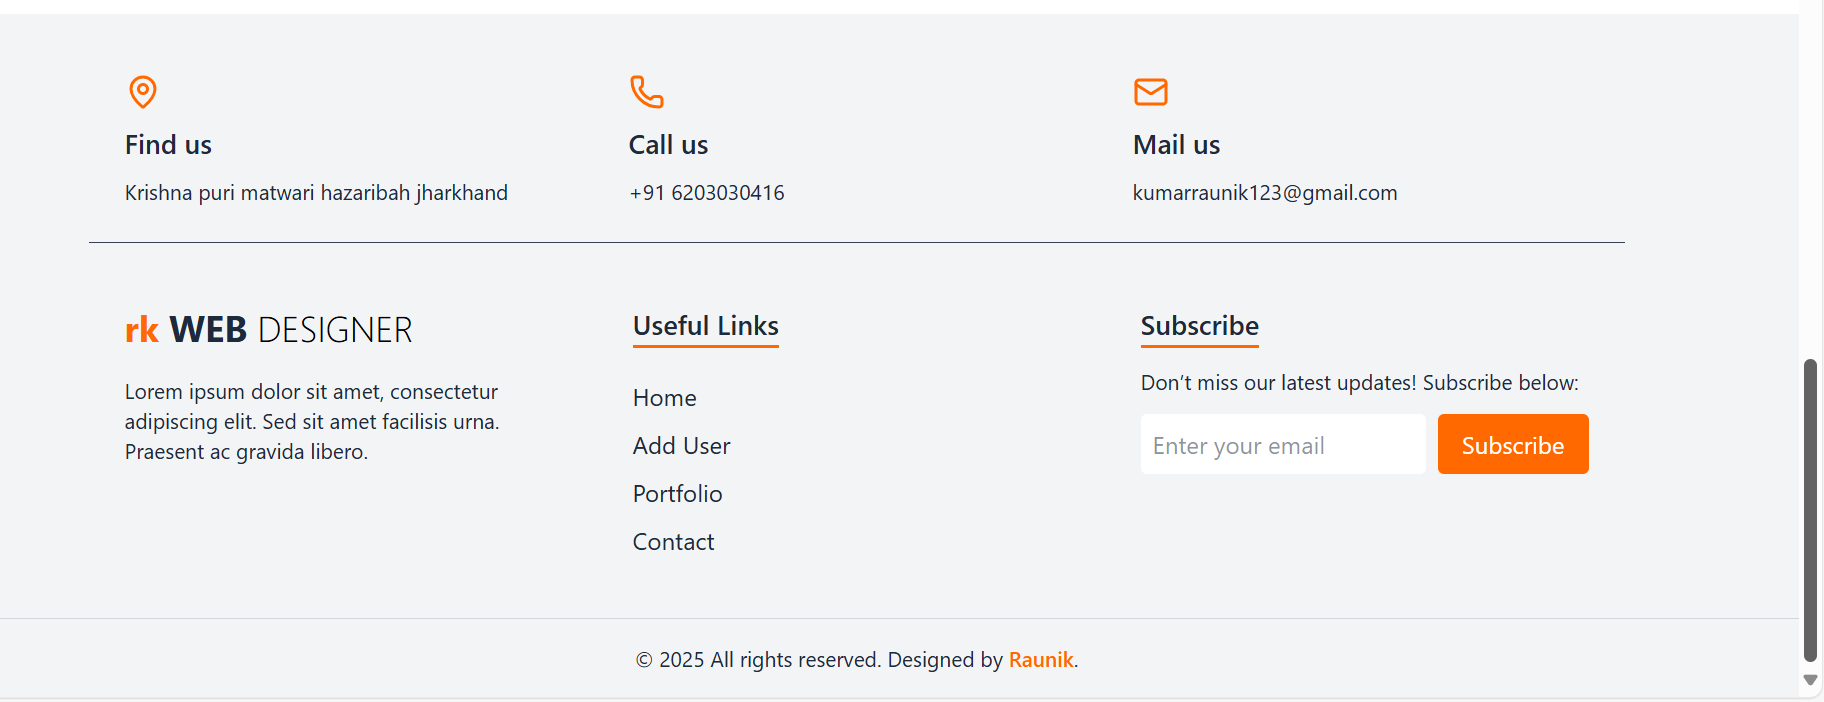 Find us
Krishna puri matwari hazaribah jharkhand
Call us
+91 6203030416
Mail us
kumarraunik123@gmail.com
rk WEB DESIGNER
Lorem ipsum dolor sit amet, consectetur
adipiscing elit. Sed sit amet facilisis urna.
Praesent ac gravida libero.
Useful Links
Home
Add User
Portfolio
Contact
Subscribe
Don’t miss our latest updates! Subscribe below:
Enter your email
Subscribe
© 2025 All rights reserved. Designed by Raunik.